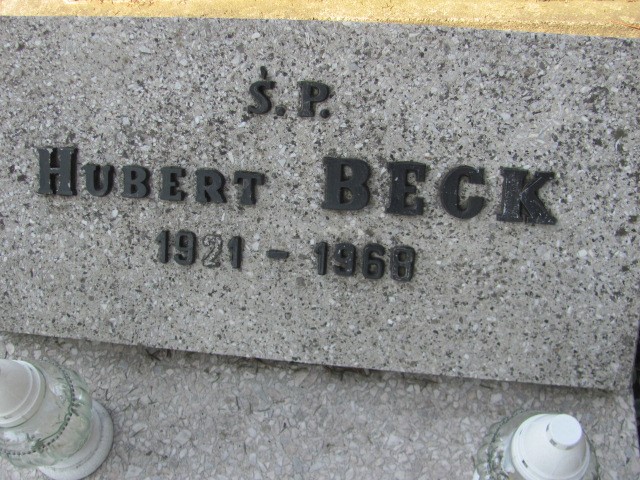 Ś.P.
HUBERT BECK
1921 - 1968